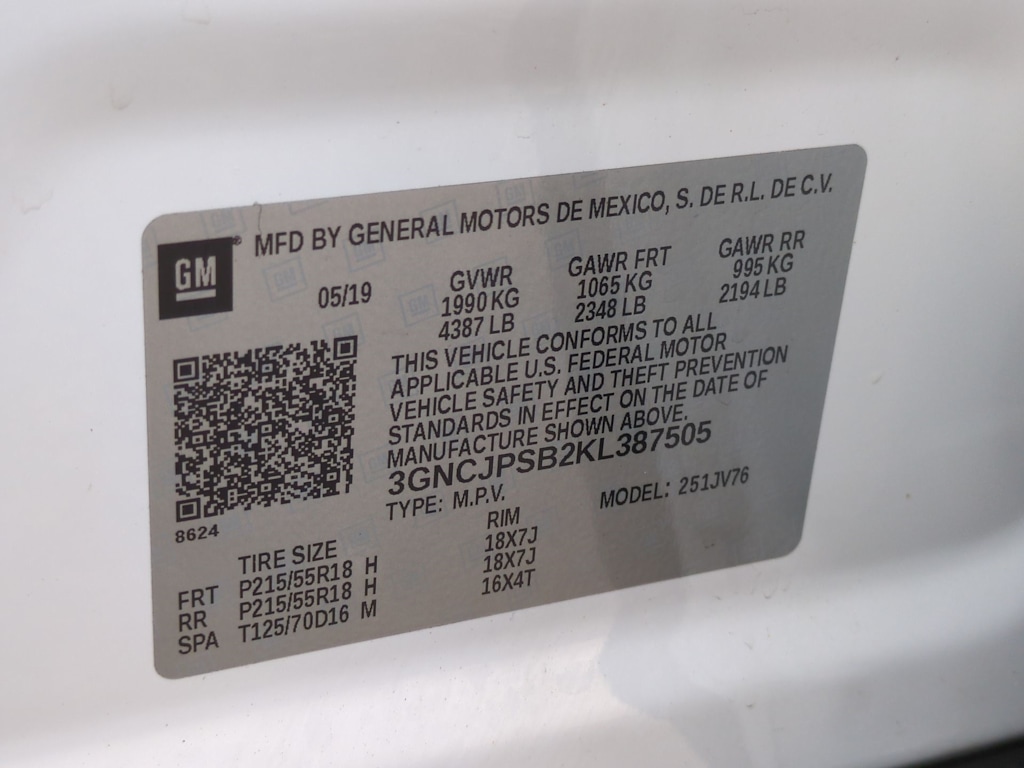 GM
MFD BY GENERAL MOTORS DE MEXICO, S. DE R.L. DE C.V.
05/19 GVWR GAWR FRT GAWR RR
1990 KG 1065 KG 995 KG
4387 LB 2348 LB 2194 LB
THIS VEHICLE CONFORMS TO ALL
APPLICABLE U.S. FEDERAL MOTOR
VEHICLE SAFETY AND THEFT PREVENTION
STANDARDS IN EFFECT ON THE DATE OF
MANUFACTURE SHOWN ABOVE.
3GNCJPSB2KL387505
TYPE: M.P.V. MODEL: 251JV76
8624
TIRE SIZE RIM
FRT P215/55R18 H 18X7J
RR P215/55R18 H 18X7J
SPA T125/70D16 M 16X4T